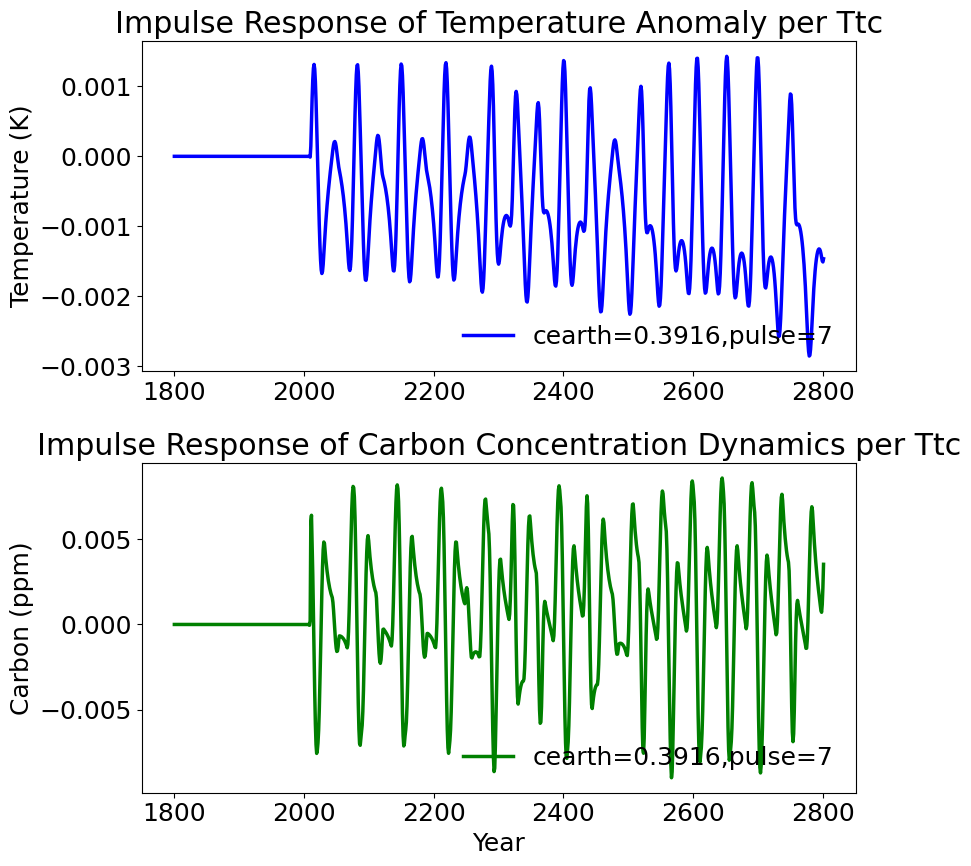 Impulse Response of Temperature Anomaly per Ttc
Temperature (K)
0.001
0.000
−0.001
−0.002
−0.003
cearth=0.3916,pulse=7
1800 2000 2200 2400 2600 2800
Impulse Response of Carbon Concentration Dynamics per Ttc
Carbon (ppm)
0.005
0.000
−0.005
cearth=0.3916,pulse=7
1800 2000 2200 2400 2600 2800
Year